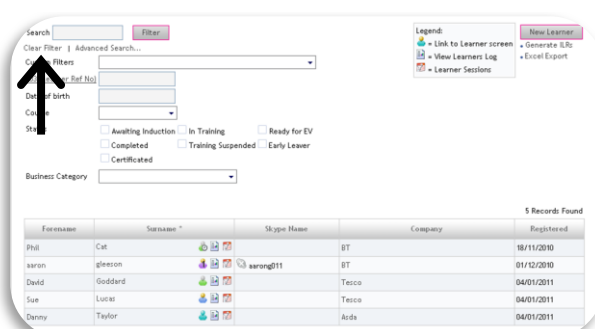 Search Filter
Clear Filter | Advanced Search...
Filters
Ref No)
Date of birth
Course
Awaiting Induction In Training Ready for EV
Completed Training Suspended Early Leaver
Certificated
Business Category
Legend:
= Link to Learner screen
= View Learners Log
= Learner Sessions
New Learner
Generate ILRs
Excel Export
5 Records Found
Forename Surname ^ Skype Name Company Registered
Phil Cat BT 18/11/2010
aaron gleeson aarong011 BT 01/12/2010
David Goddard Tesco 04/01/2011
Sue Lucas Tesco 04/01/2011
Danny Taylor Asda 04/01/2011